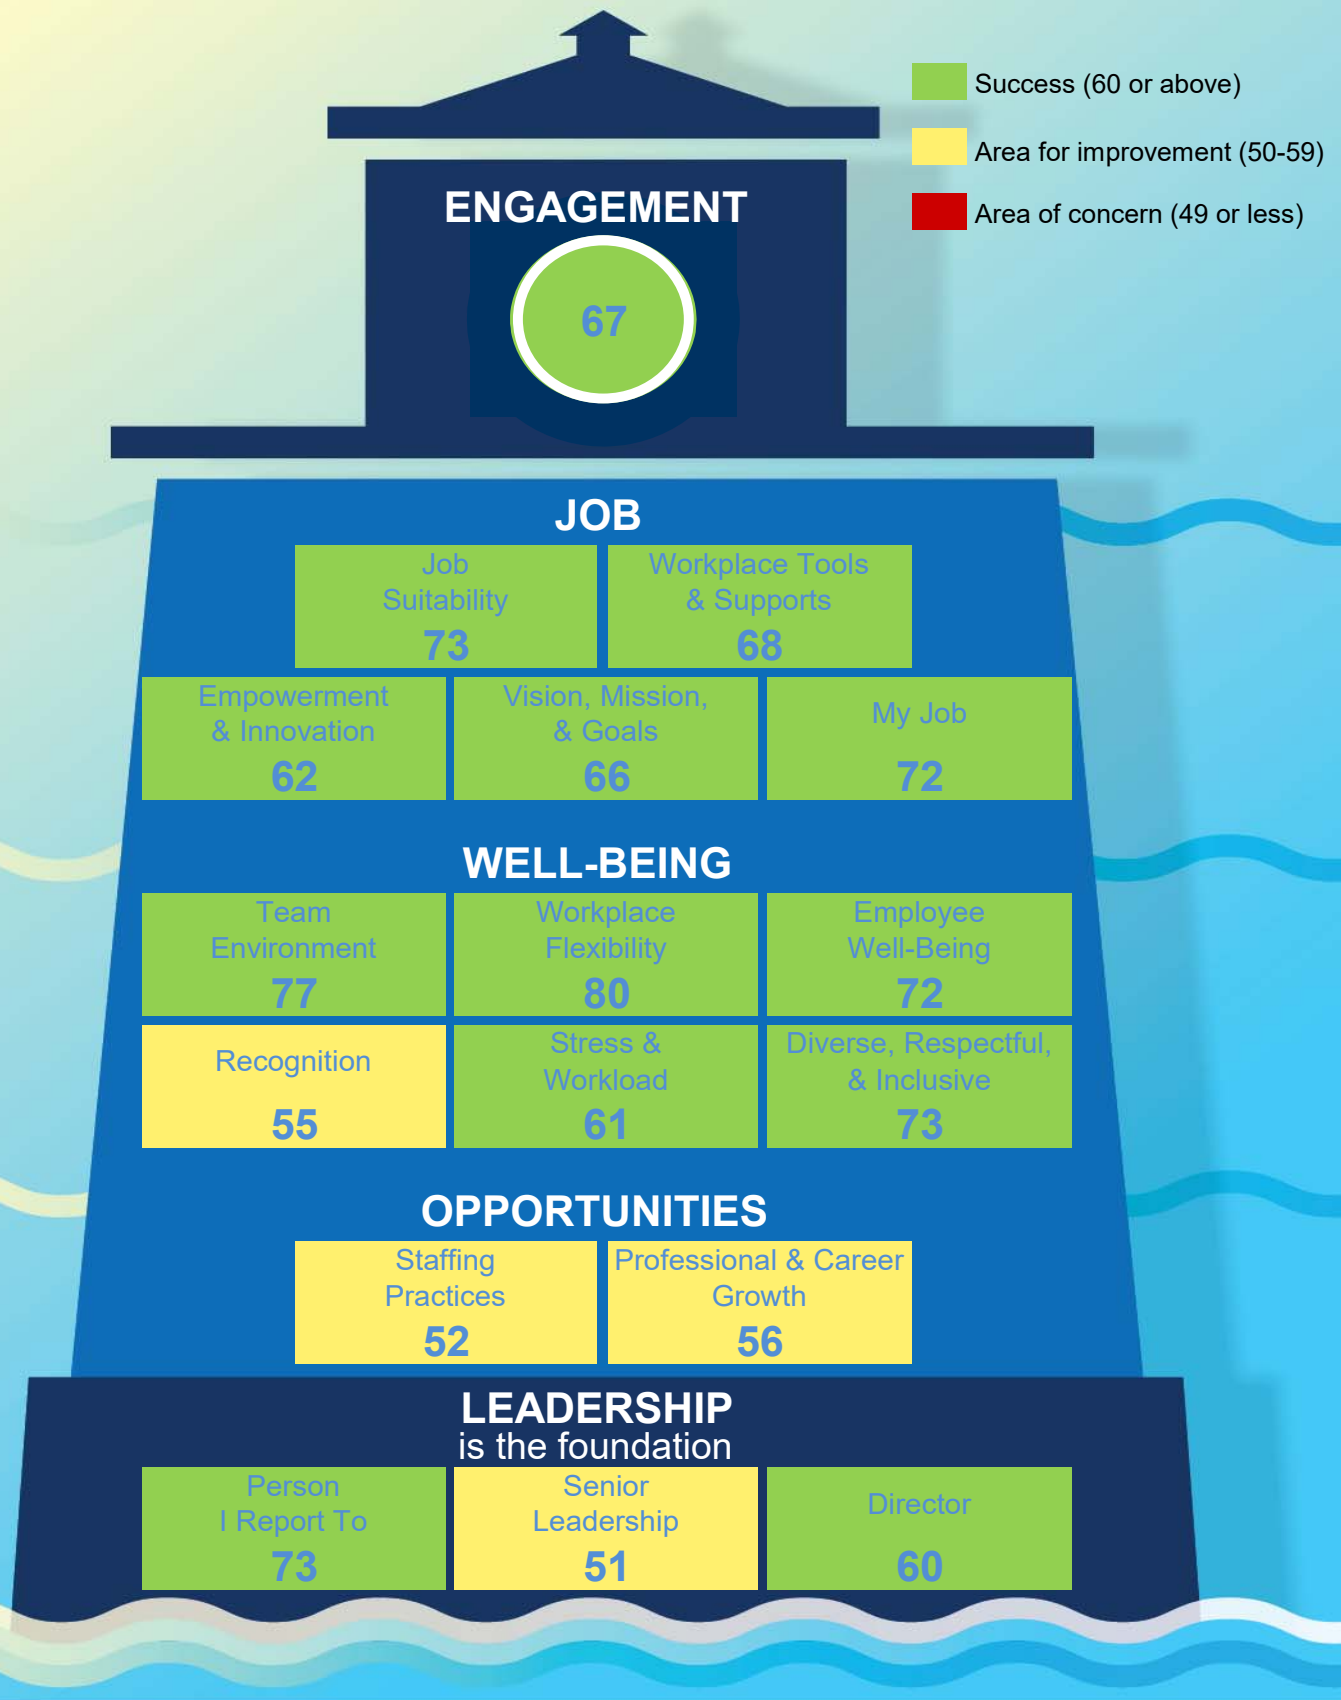 Success (60 or above)
Area for improvement (50-59)
Area of concern (49 or less)
ENGAGEMENT
67
JOB
Job
Suitability
73
Workplace Tools
& Supports
68
Empowerment
& Innovation
62
Vision, Mission,
& Goals
66
My Job
72
WELL-BEING
Team
Environment
77
Workplace
Flexibility
80
Employee
Well-Being
72
Recognition
55
Stress &
Workload
61
Diverse, Respectful,
& Inclusive
73
OPPORTUNITIES
Staffing
Practices
52
Professional & Career
Growth
56
LEADERSHIP
is the foundation
Person
I Report To
73
Senior
Leadership
51
Director
60